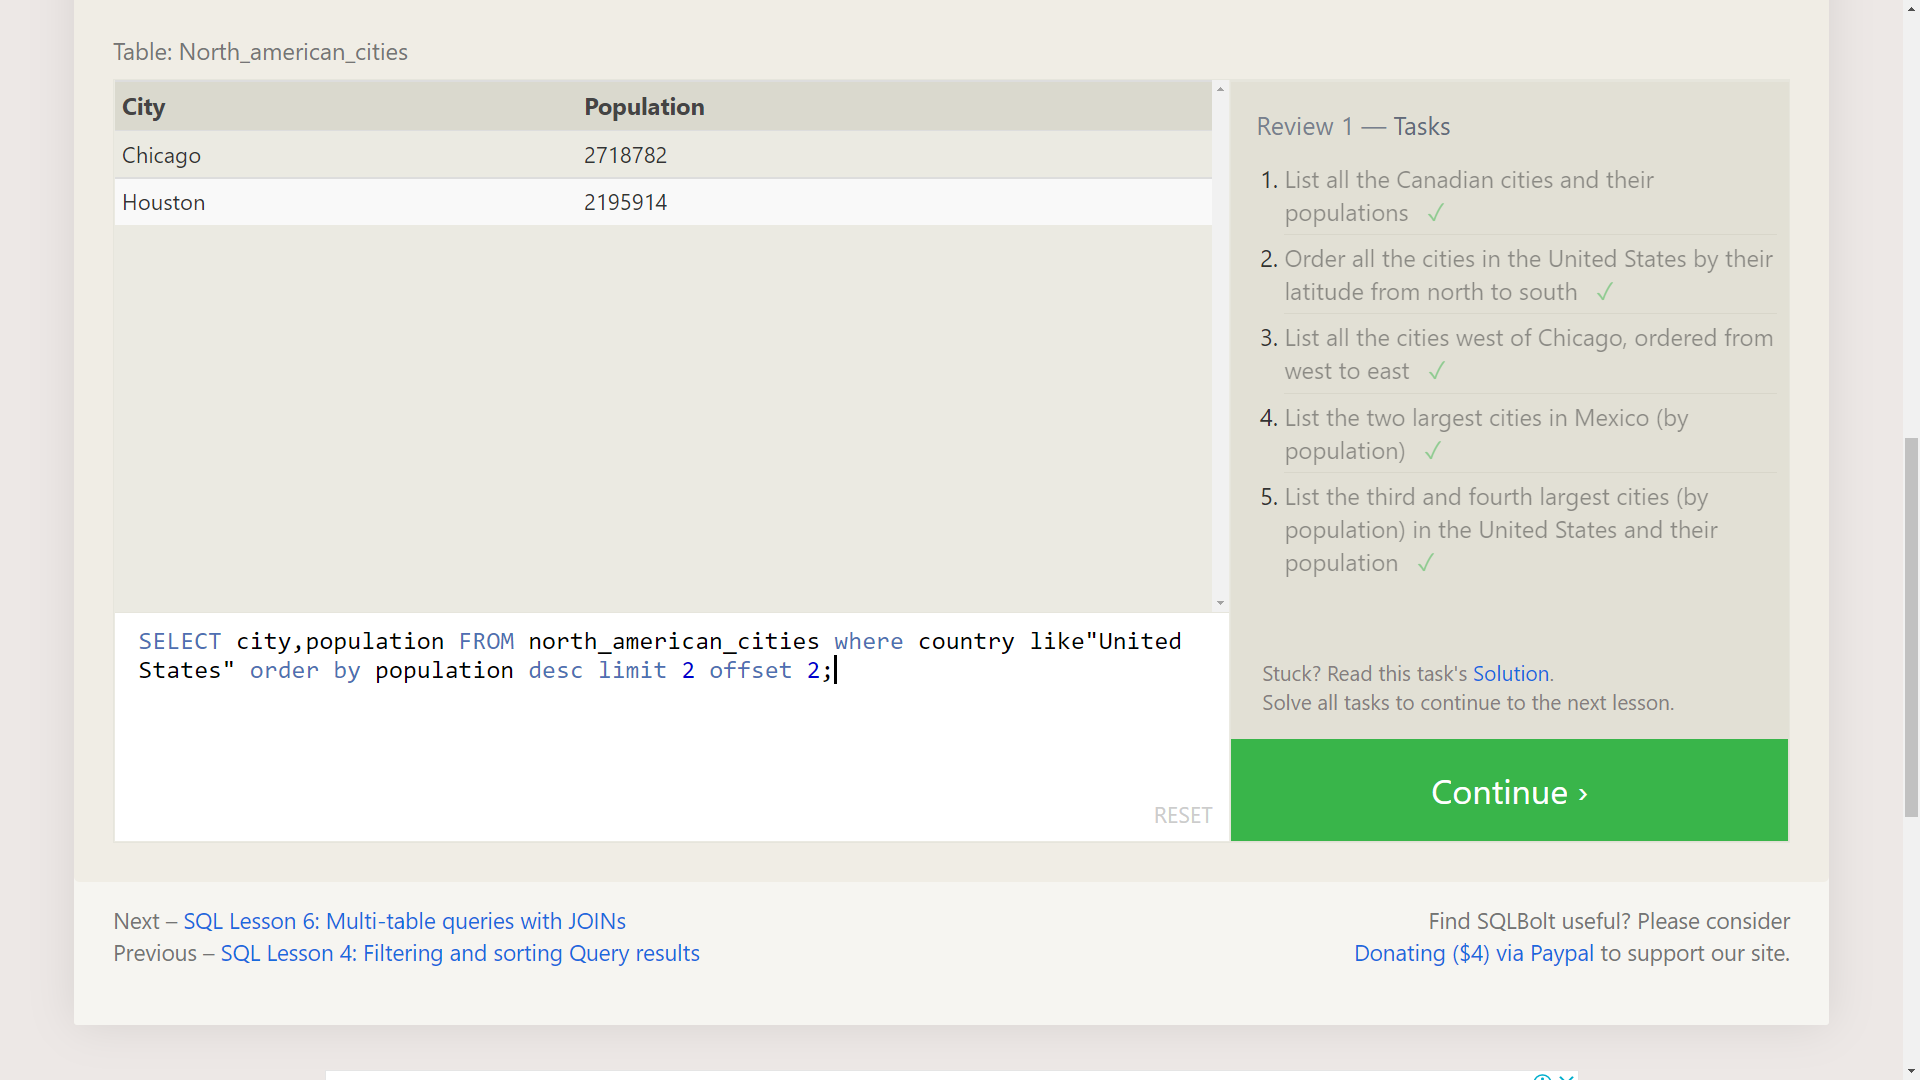 Table: North_american_cities
City Population
Chicago 2718782
Houston 2195914
Review 1 — Tasks
1. List all the Canadian cities and their
populations ✓
2. Order all the cities in the United States by their
latitude from north to south ✓
3. List all the cities west of Chicago, ordered from
west to east ✓
4. List the two largest cities in Mexico (by
population) ✓
5. List the third and fourth largest cities (by
population) in the United States and their
population ✓
SELECT city,population FROM north_american_cities where country like"United
States" order by population desc limit 2 offset 2;
RESET
Stuck? Read this task's Solution.
Solve all tasks to continue to the next lesson.
Continue ›
Next – SQL Lesson 6: Multi-table queries with JOINs
Previous – SQL Lesson 4: Filtering and sorting Query results
Find SQLBolt useful? Please consider
Donating ($4) via Paypal to support our site.